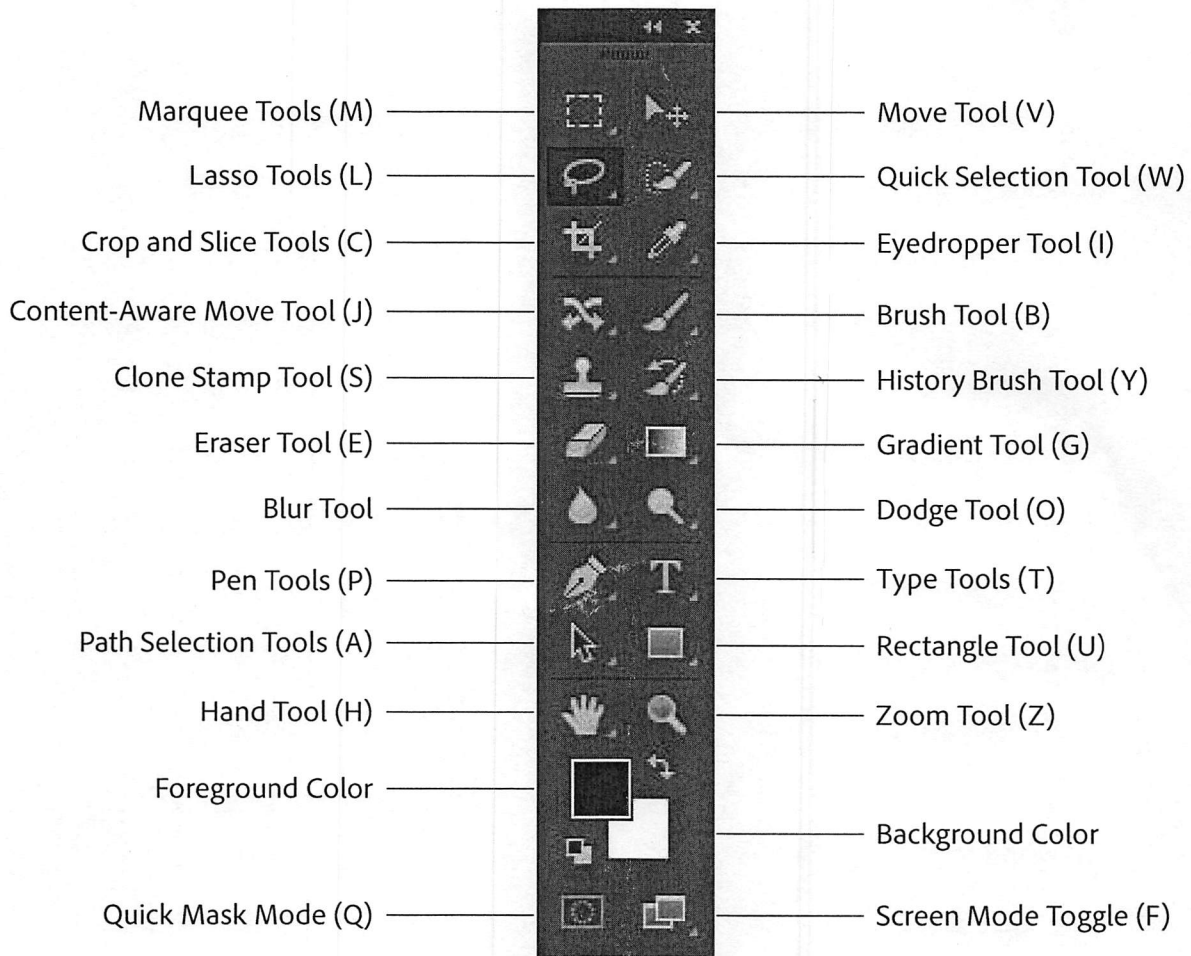 Marquee Tools (M)
Move Tool (V)
Lasso Tools (L)
Quick Selection Tool (W)
Crop and Slice Tools (C)
Eyedropper Tool (I)
Content-Aware Move Tool (J)
Brush Tool (B)
Clone Stamp Tool (S)
History Brush Tool (Y)
Eraser Tool (E)
Gradient Tool (G)
Blur Tool
Dodge Tool (O)
Pen Tools (P)
T
Type Tools (T)
Path Selection Tools (A)
Rectangle Tool (U)
Hand Tool (H)
Zoom Tool (Z)
Foreground Color
Background Color
Quick Mask Mode (Q)
Screen Mode Toggle (F)